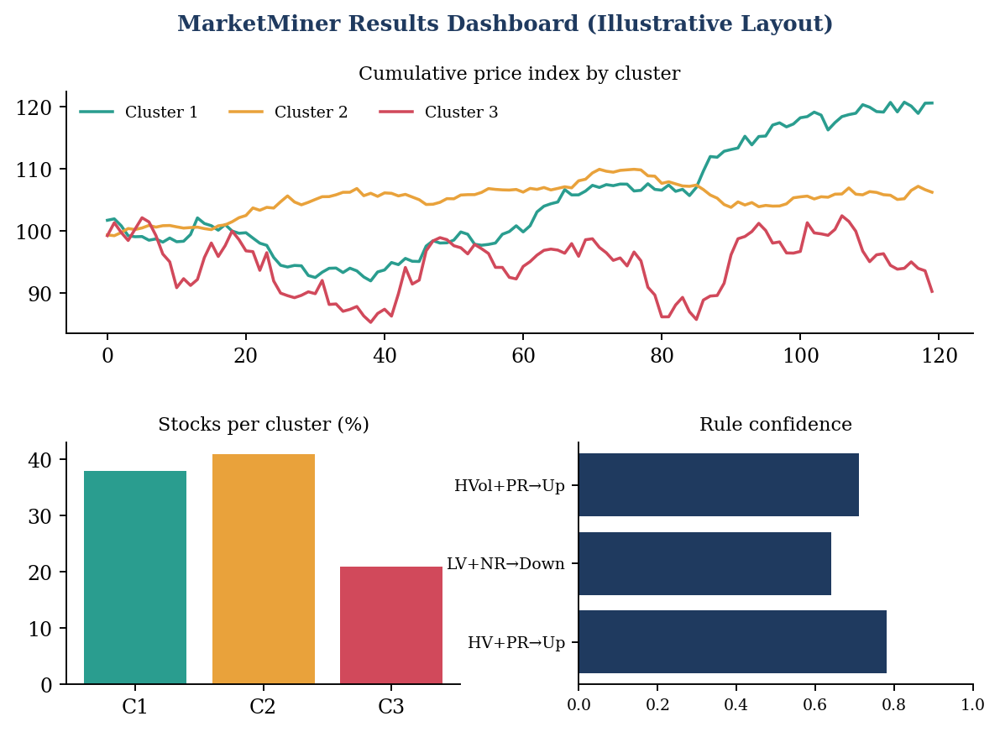 MarketMiner Results Dashboard (Illustrative Layout)
Cumulative price index by cluster
Cluster 1 Cluster 2 Cluster 3
120
110
100
90
0 20 40 60 80 100 120
Stocks per cluster (%)
40
30
20
10
0
C1 C2 C3
Rule confidence
HVol+PR→Up
LV+NR→Down
HV+PR→Up
0.0 0.2 0.4 0.6 0.8 1.0